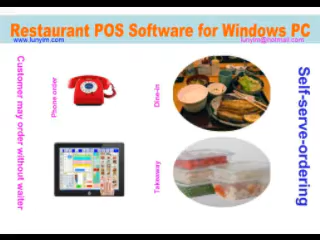 Restaurant POS Software for Windows PC
www.lunyim.com
lunyim@hotmail.com
Customer may order without waiter
Phone order
Dine-in
Takeaway
Self-serve-ordering